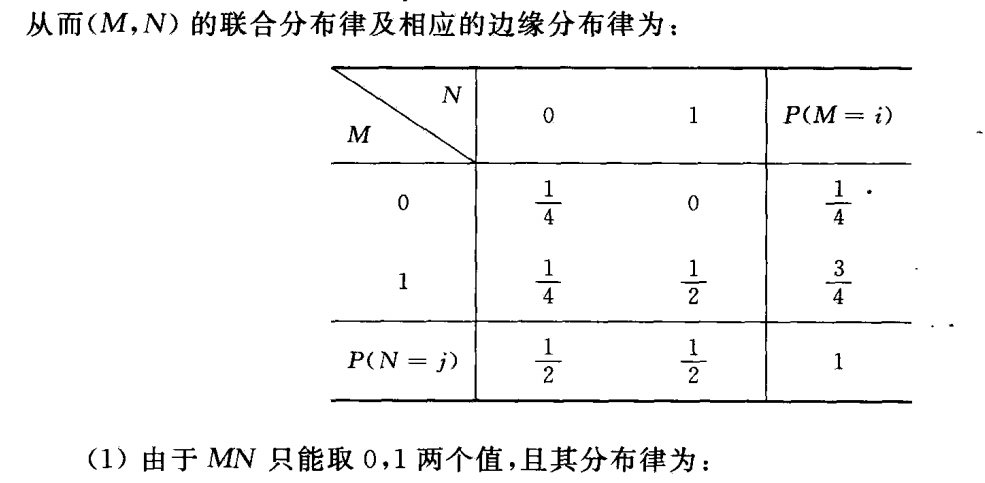 从而(M,N) 的联合分布律及相应的边缘分布律为:
N
M
0 1 P(M = i)
0 1/4 0 1/4
1 1/4 1/2 3/4
P(N = j) 1/2 1/2 1
(1) 由于 MN 只能取 0,1 两个值,且其分布律为: